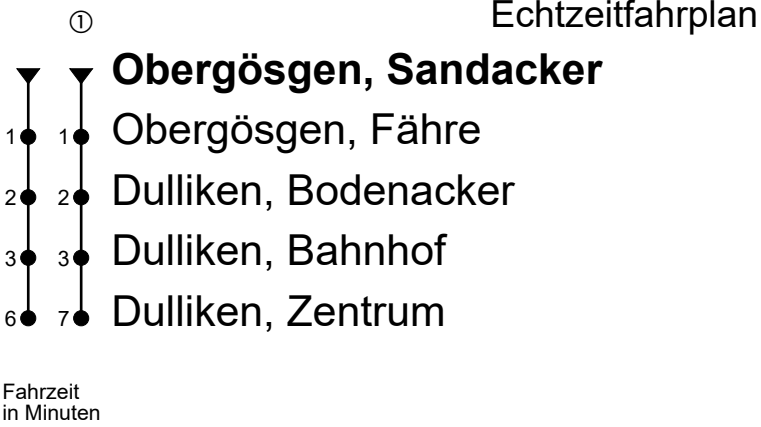 Echtzeitfahrplan
①
Obergösgen, Sandacker
1 1 Obergösgen, Fähre
2 2 Dulliken, Bodenacker
3 3 Dulliken, Bahnhof
6 7 Dulliken, Zentrum
Fahrzeit
in Minuten